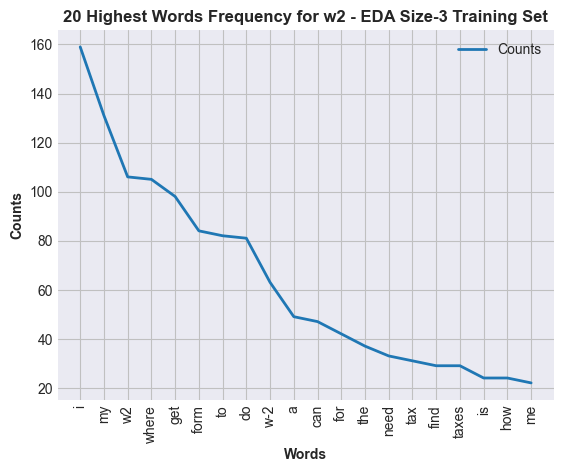 20 Highest Words Frequency for w2 - EDA Size-3 Training Set
Counts
160
140
120
100
80
60
40
20
Counts
i
my
w2
where
get
form
to
do
w-2
a
can
for
the
need
tax
find
taxes
is
how
me
Words